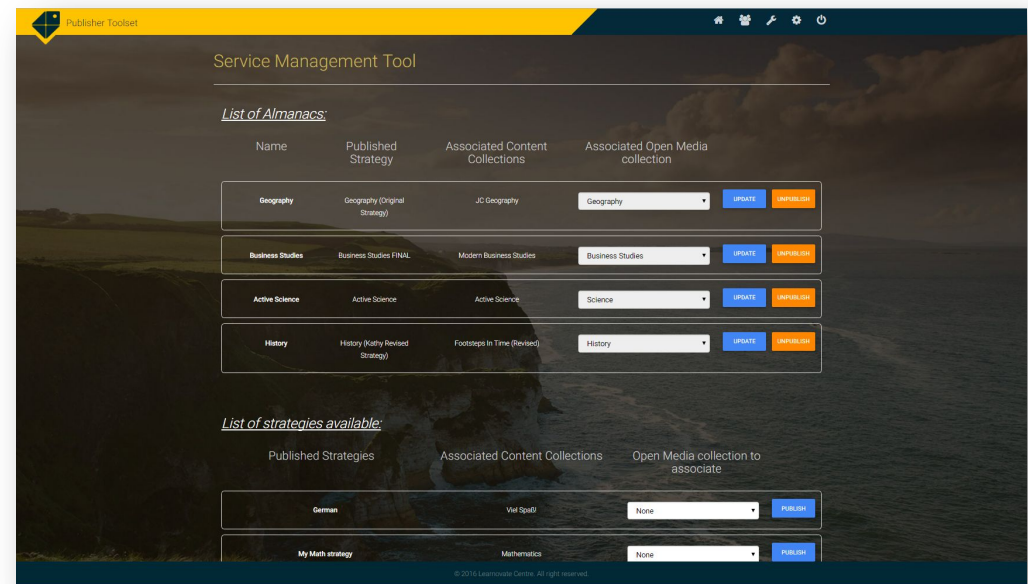 Publisher Toolset
Service Management Tool
List of Almanacs:
Name
Published
Strategy
Associated Content
Collections
Associated Open Media
collection
Geography
Geography (Original
Strategy)
JC Geography
Geography
UPDATE
UNPUBLISH
Business Studies
Business Studies FINAL
Modern Business Studies
Business Studies
UPDATE
UNPUBLISH
Active Science
Active Science
Active Science
Science
UPDATE
UNPUBLISH
History
History (Kathy Revised
Strategy)
Footsteps In Time (Revised)
History
UPDATE
UNPUBLISH
List of strategies available:
Published Strategies
Associated Content Collections
Open Media collection to
associate
German
Viel Spaß!
None
PUBLISH
My Math strategy
Mathematics
None
PUBLISH
© 2016 Learnovate Centre. All right reserved.